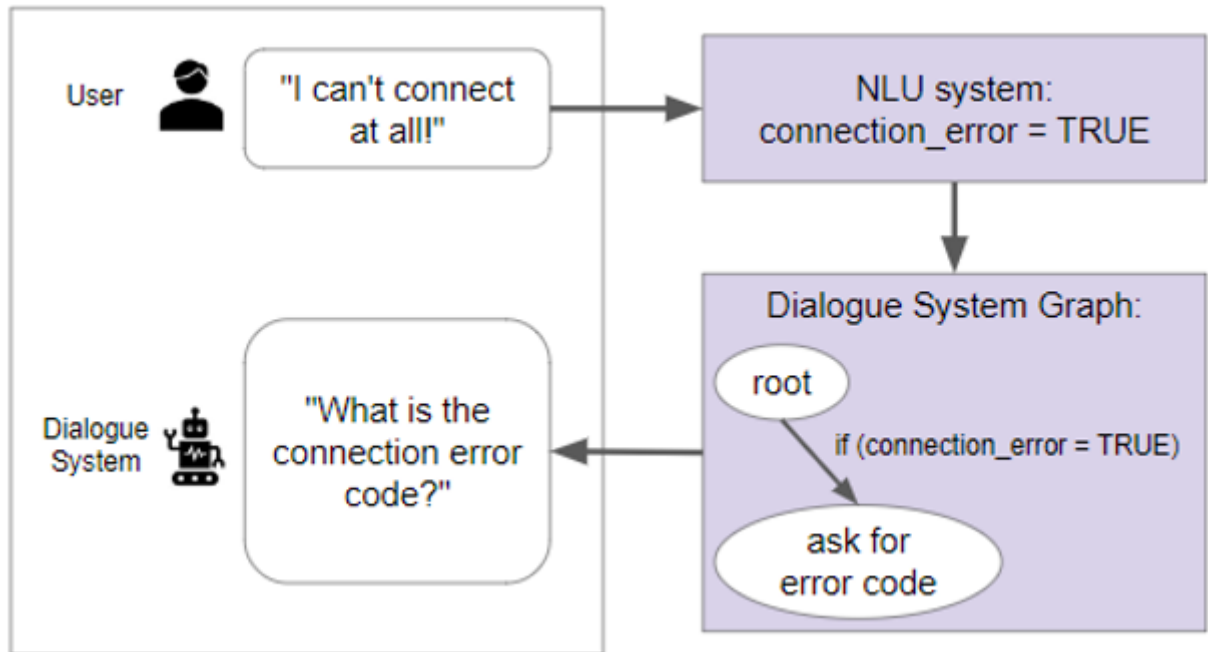 User
"I can't connect
at all!"
NLU system:
connection_error = TRUE
Dialogue System Graph:
root
if (connection_error = TRUE)
ask for
error code
Dialogue
System
"What is the
connection error
code?"